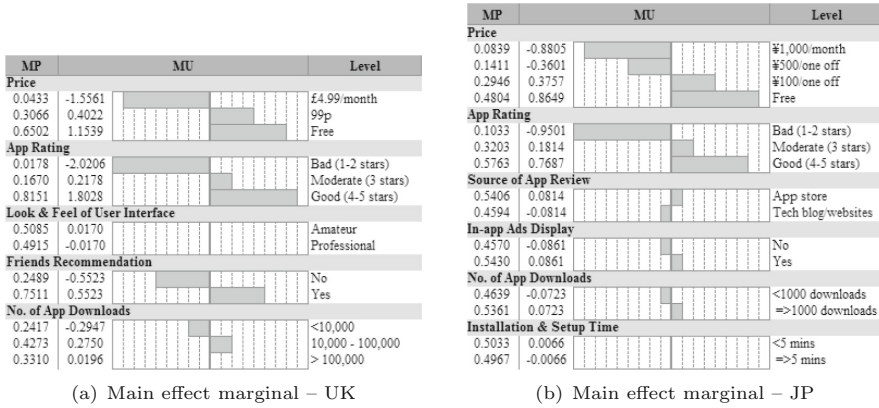 MP MU Level
Price
0.0433 -1.5561 £4.99/month
0.3066 0.4022 99p
0.6502 1.1539 Free
App Rating
0.0178 -2.0206 Bad (1-2 stars)
0.1670 0.2178 Moderate (3 stars)
0.8151 1.8028 Good (4-5 stars)
Look & Feel of User Interface
0.5085 0.0170 Amateur
0.4915 -0.0170 Professional
Friends Recommendation
0.2489 -0.5523 No
0.7511 0.5523 Yes
No. of App Downloads
0.2417 -0.2947 <10,000
0.4273 0.2750 10,000 - 100,000
0.3310 0.0196 > 100,000
(a) Main effect marginal – UK
MP MU Level
Price
0.0839 -0.8805 ¥1,000/month
0.1411 -0.3601 ¥500/one off
0.2946 0.3757 ¥100/one off
0.4804 0.8649 Free
App Rating
0.1033 -0.9501 Bad (1-2 stars)
0.3203 0.1814 Moderate (3 stars)
0.5763 0.7687 Good (4-5 stars)
Source of App Review
0.5406 0.0814 App store
0.4594 -0.0814 Tech blog/websites
In-app Ads Display
0.4570 -0.0861 No
0.5430 0.0861 Yes
No. of App Downloads
0.4639 -0.0723 <1000 downloads
0.5361 0.0723 =>1000 downloads
Installation & Setup Time
0.5033 0.0066 <5 mins
0.4967 -0.0066 =>5 mins
(b) Main effect marginal – JP